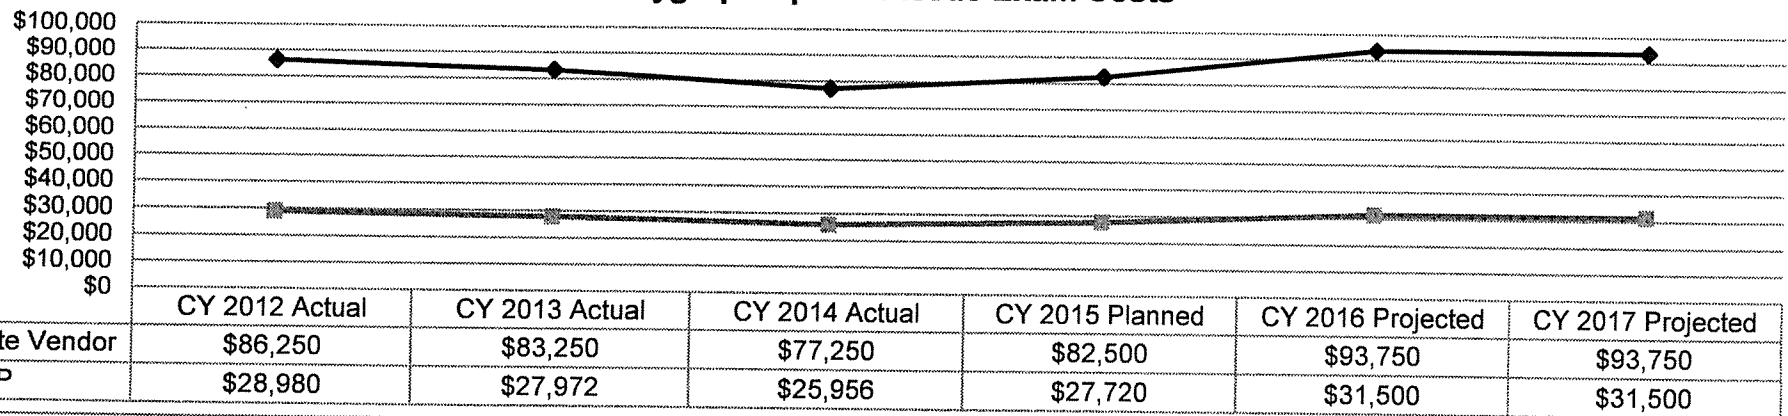 Exam Costs
$100,000
$90,000
$80,000
$70,000
$60,000
$50,000
$40,000
$30,000
$20,000
$10,000
$0
CY 2012 Actual CY 2013 Actual CY 2014 Actual CY 2015 Planned CY 2016 Projected CY 2017 Projected
Vendor $86,250 $83,250 $77,250 $82,500 $93,750 $93,750
$28,980 $27,972 $25,956 $27,720 $31,500 $31,500